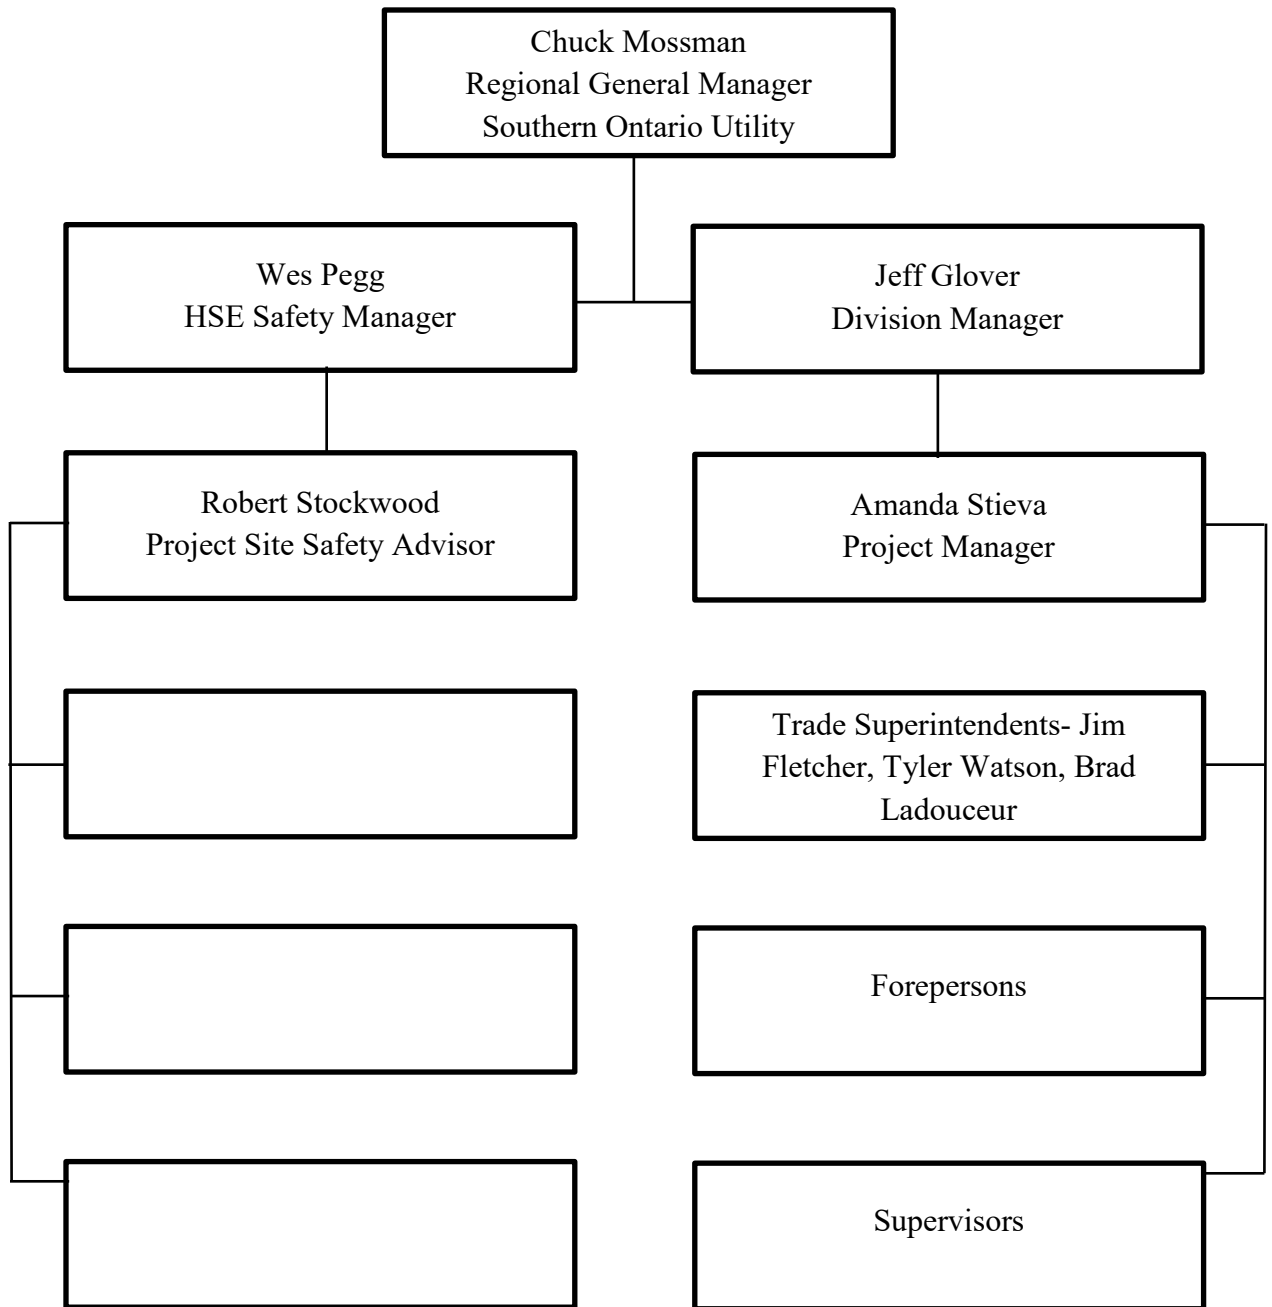 Chuck Mossman
Regional General Manager
Southern Ontario Utility
Wes Pegg
HSE Safety Manager
Jeff Glover
Division Manager
Robert Stockwood
Project Site Safety Advisor
Amanda Stieva
Project Manager
Trade Superintendents- Jim
Fletcher, Tyler Watson, Brad
Ladouceur
Forepersons
Supervisors